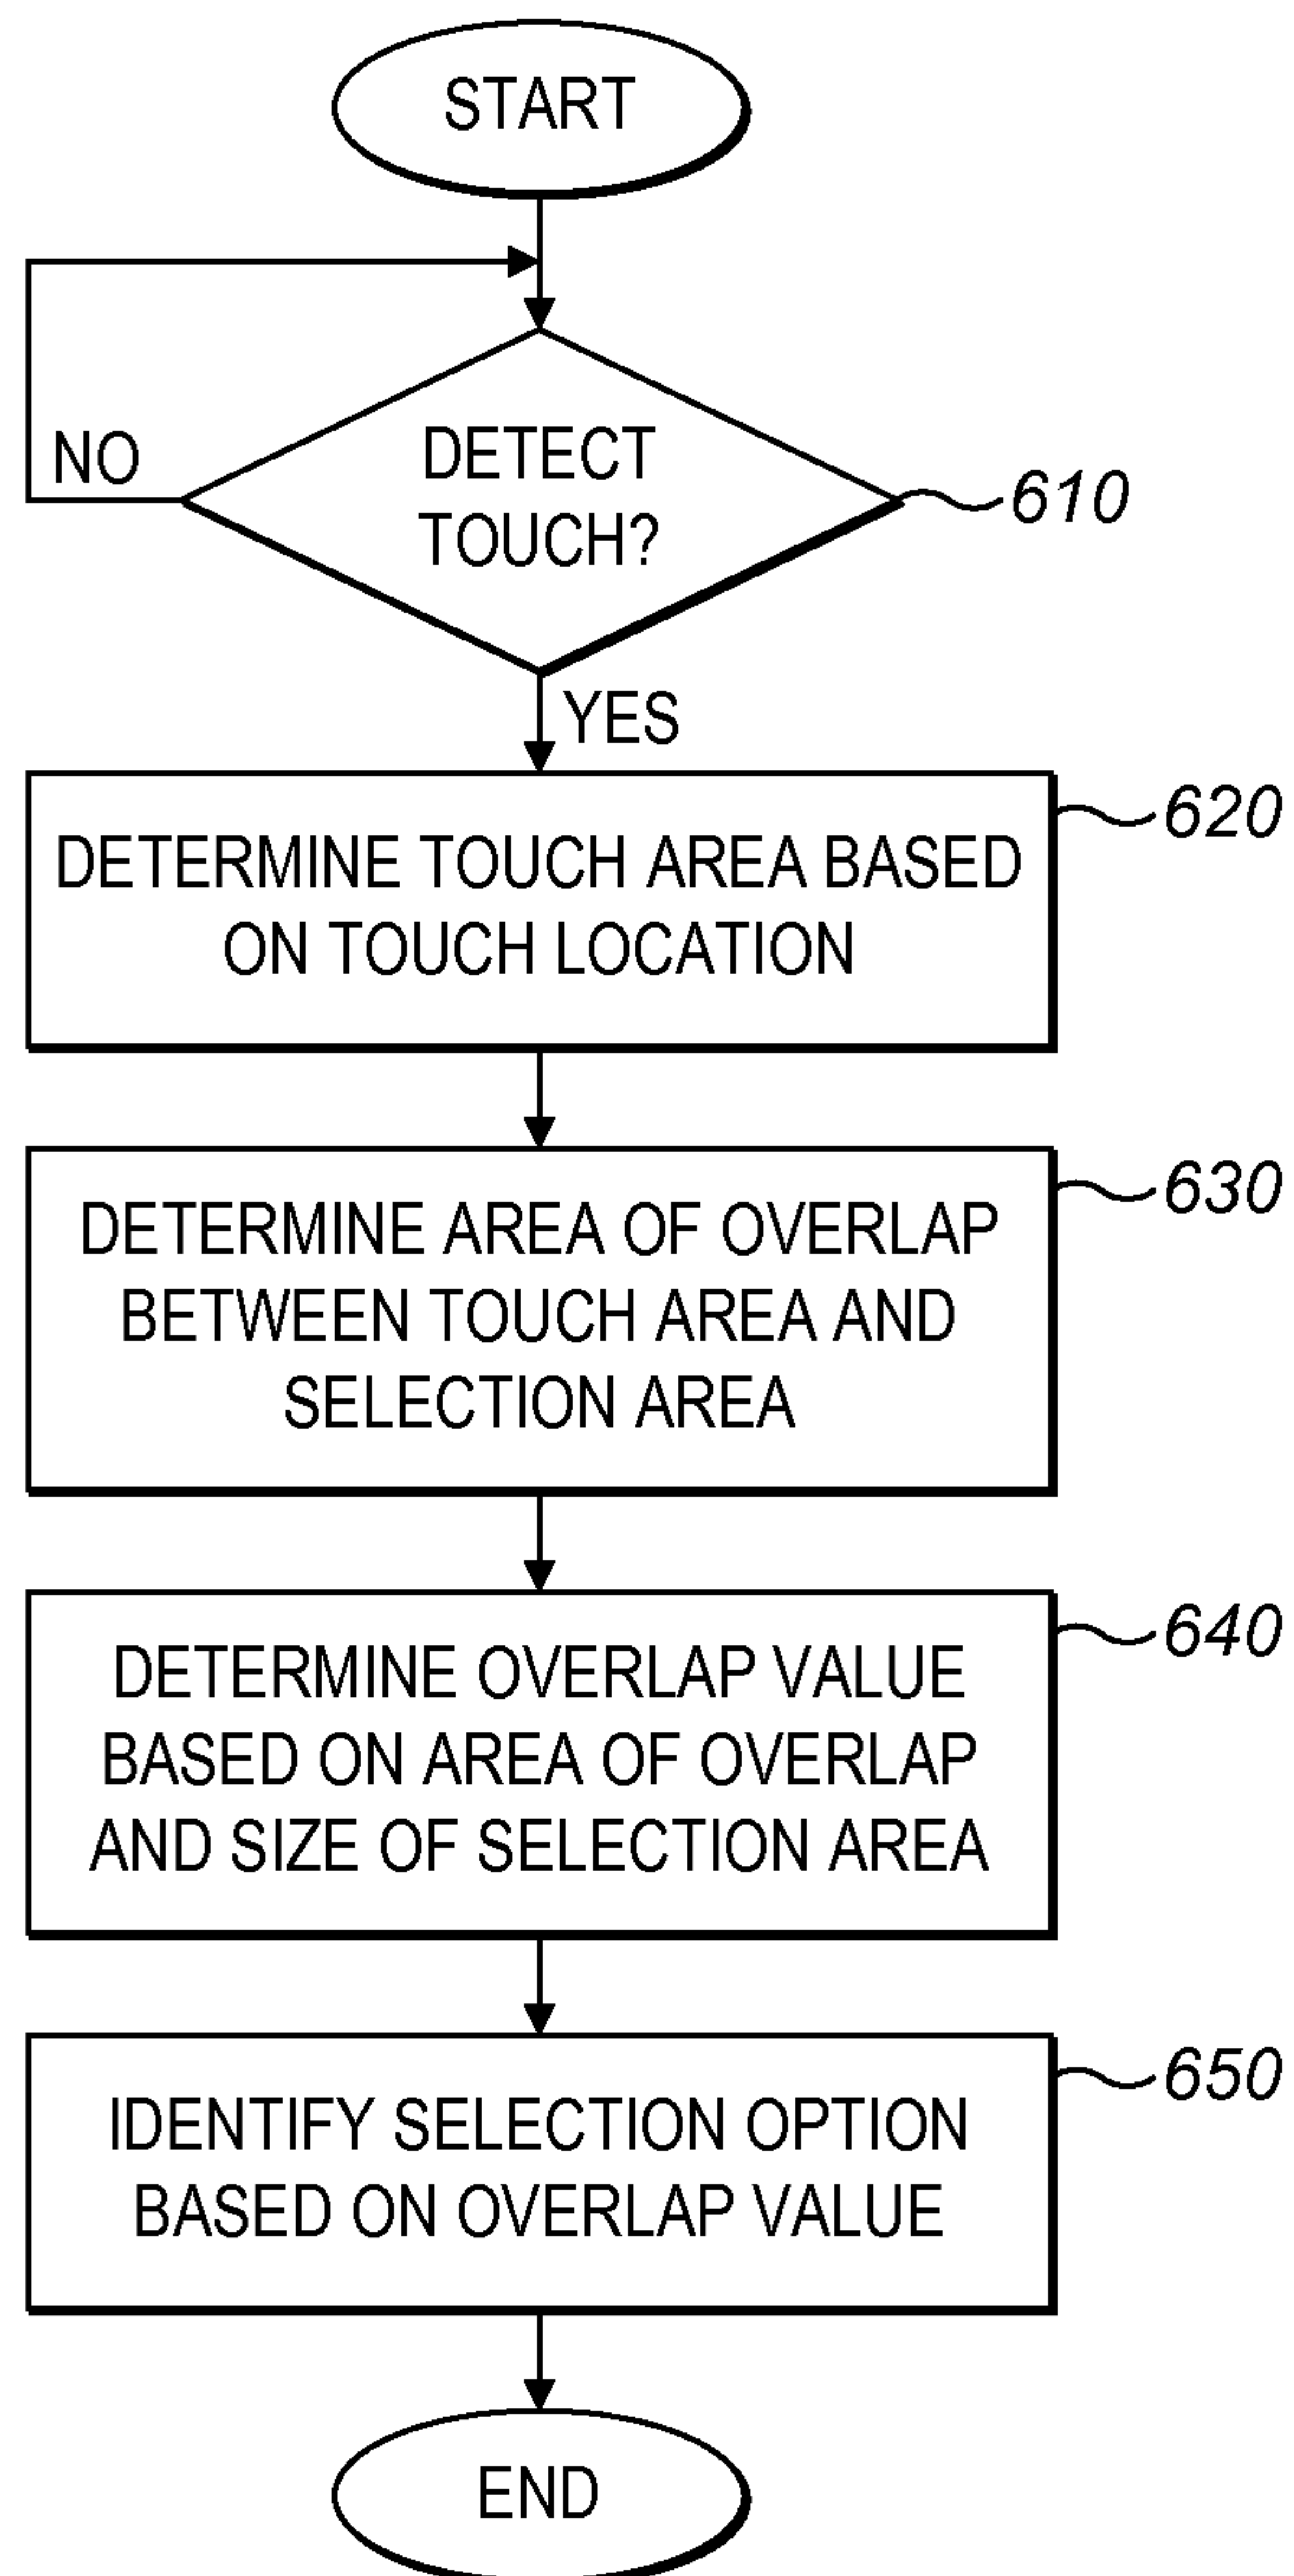 START
NO
DETECT
TOUCH?
610
YES
620
DETERMINE TOUCH AREA BASED
ON TOUCH LOCATION
630
DETERMINE AREA OF OVERLAP
BETWEEN TOUCH AREA AND
SELECTION AREA
640
DETERMINE OVERLAP VALUE
BASED ON AREA OF OVERLAP
AND SIZE OF SELECTION AREA
650
IDENTIFY SELECTION OPTION
BASED ON OVERLAP VALUE
END